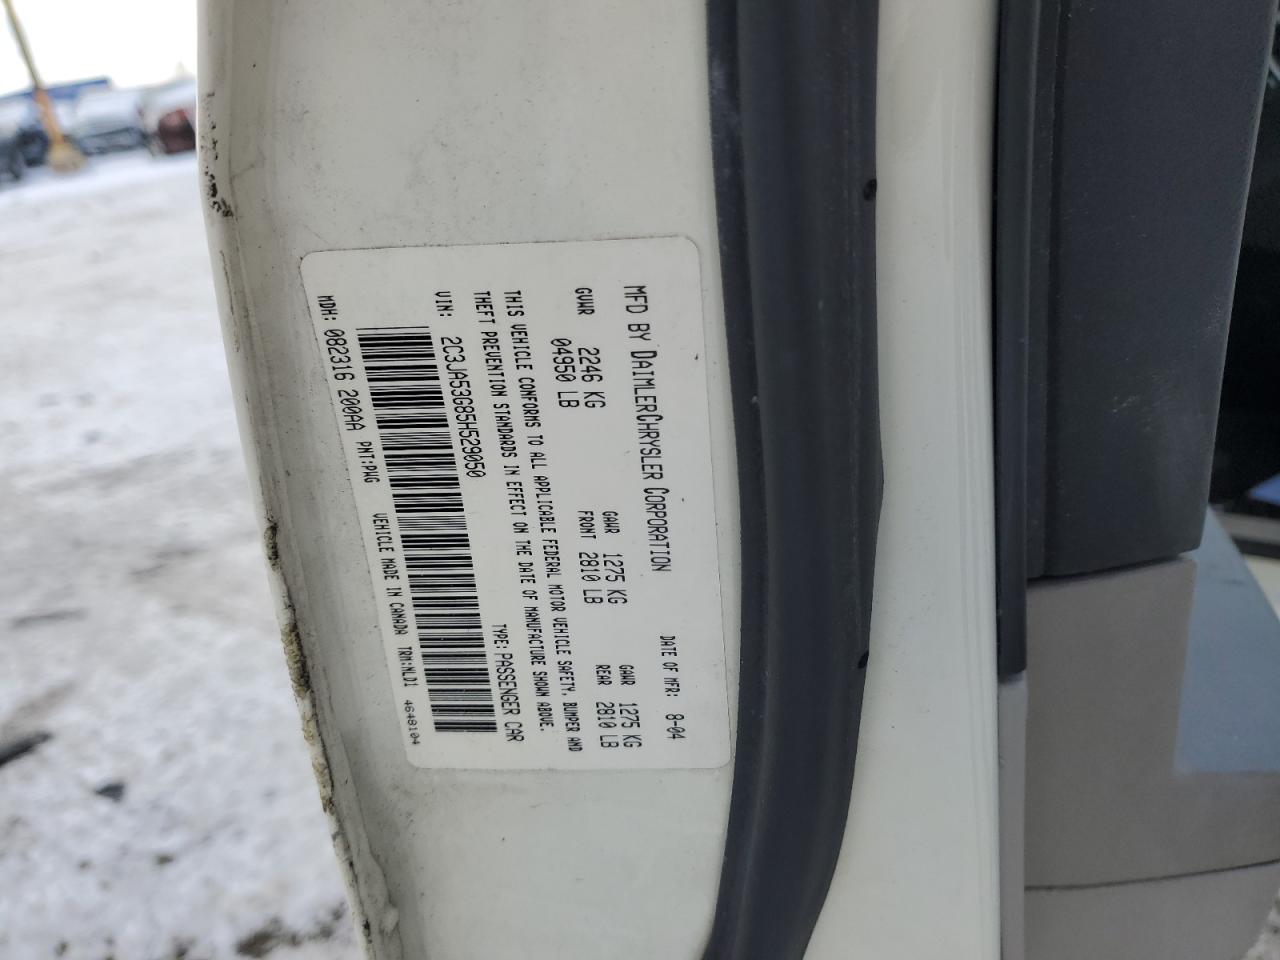 MFD BY DAIMLERCHRYSLER CORPORATION DATE OF MFR: 8-04
GVWR 2246 KG GAWR 1275 KG GAWR 1275 KG
04950 LB FRONT 2810 LB REAR 2810 LB
THIS VEHICLE CONFORMS TO ALL APPLICABLE FEDERAL MOTOR VEHICLE SAFETY, BUMPER AND
THEFT PREVENTION STANDARDS IN EFFECT ON THE DATE OF MANUFACTURE SHOWN ABOVE.
VIN: 2C3JA53G85H529050 TYPE: PASSENGER CAR
MDH: 082316 200AA PNT:PWG VEHICLE MADE IN CANADA TRM:NLD1 4648104